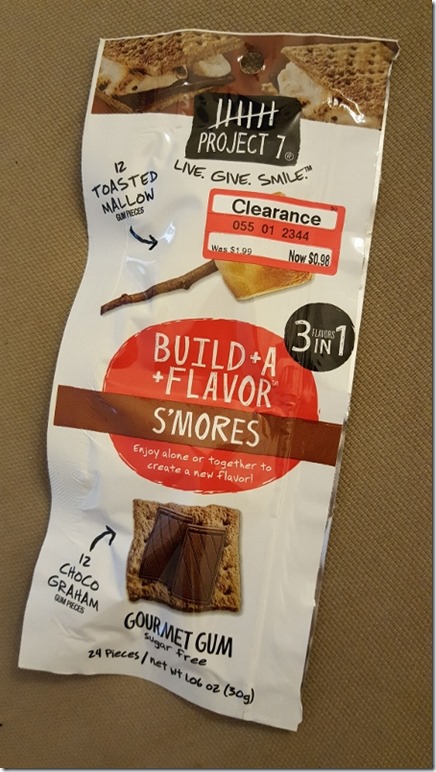 PROJECT 7®
LIVE. GIVE. SMILE.™
12
TOASTED
MALLOW
GUM PIECES
Clearance
055 01 2344
Was $1.99 Now $0.98
3 FLAVORS
IN 1
BUILD+A
+FLAVOR™
S'MORES
Enjoy alone or together to
create a new flavor!
12
CHOCO
GRAHAM
GUM PIECES
GOURMET GUM
sugar free
24 pieces/net wt 1.06 oz (30g)